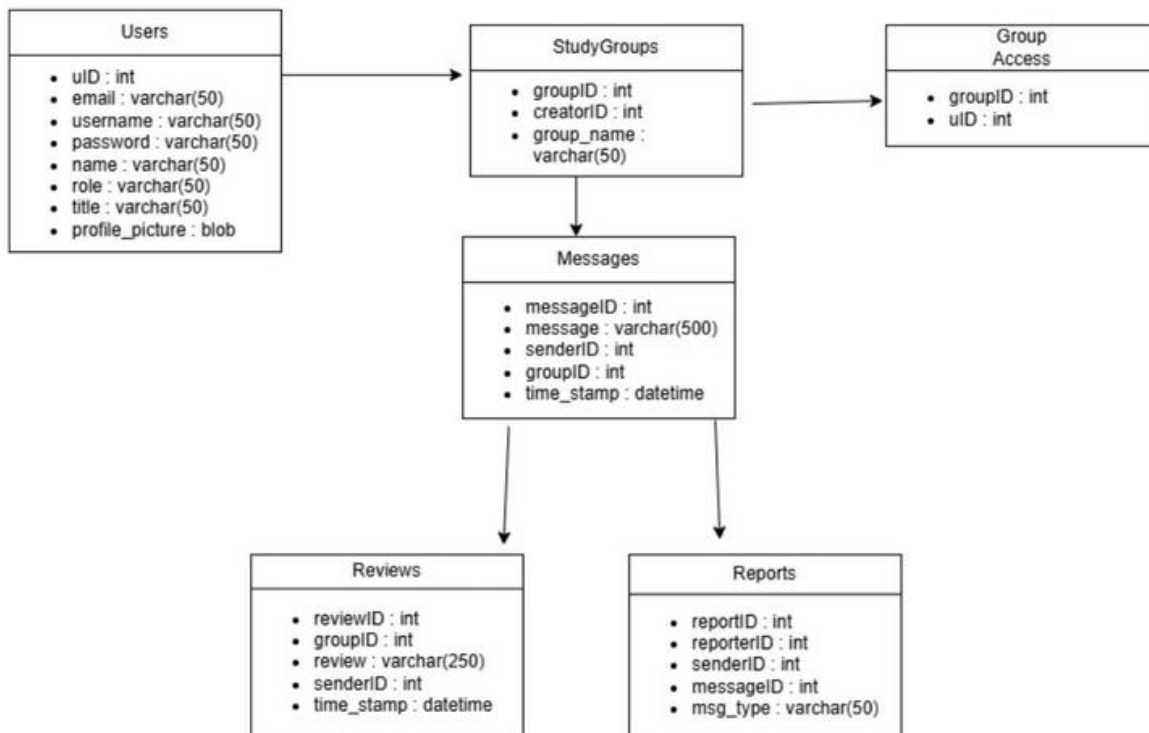 Users
• uID : int
• email : varchar(50)
• username : varchar(50)
• password : varchar(50)
• name : varchar(50)
• role : varchar(50)
• title : varchar(50)
• profile_picture : blob
StudyGroups
• groupID : int
• creatorID : int
• group_name :
varchar(50)
Group
Access
• groupID : int
• uID : int
Messages
• messageID : int
• message : varchar(500)
• senderID : int
• groupID : int
• time_stamp : datetime
Reviews
• reviewID : int
• groupID : int
• review : varchar(250)
• senderID : int
• time_stamp : datetime
Reports
• reportID : int
• reporterID : int
• senderID : int
• messageID : int
• msg_type : varchar(50)